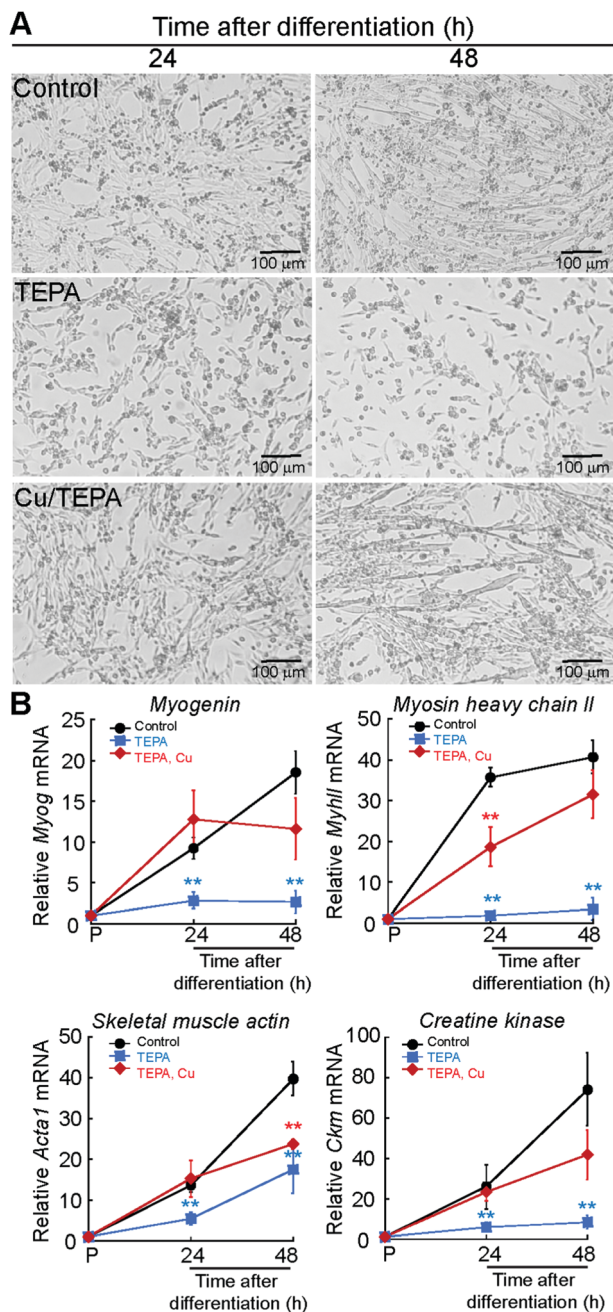 A
Time after differentiation (h)
24 48
Control
100 µm 100 µm
TEPA
100 µm 100 µm
Cu/TEPA
100 µm 100 µm
B
Myogenin
Relative Myog mRNA
25
20
15
10
5
0
Control
TEPA
TEPA, Cu
** **
P 24 48
Time after
differentiation (h)
Myosin heavy chain II
Relative MyhII mRNA
50
40
30
20
10
0
Control
TEPA
TEPA, Cu
**
** **
P 24 48
Time after
differentiation (h)
Skeletal muscle actin
Relative Acta1 mRNA
50
40
30
20
10
0
Control
TEPA
TEPA, Cu
**
**
**
P 24 48
Time after
differentiation (h)
Creatine kinase
Relative Ckm mRNA
100
80
60
40
20
0
Control
TEPA
TEPA, Cu
** **
P 24 48
Time after
differentiation (h)